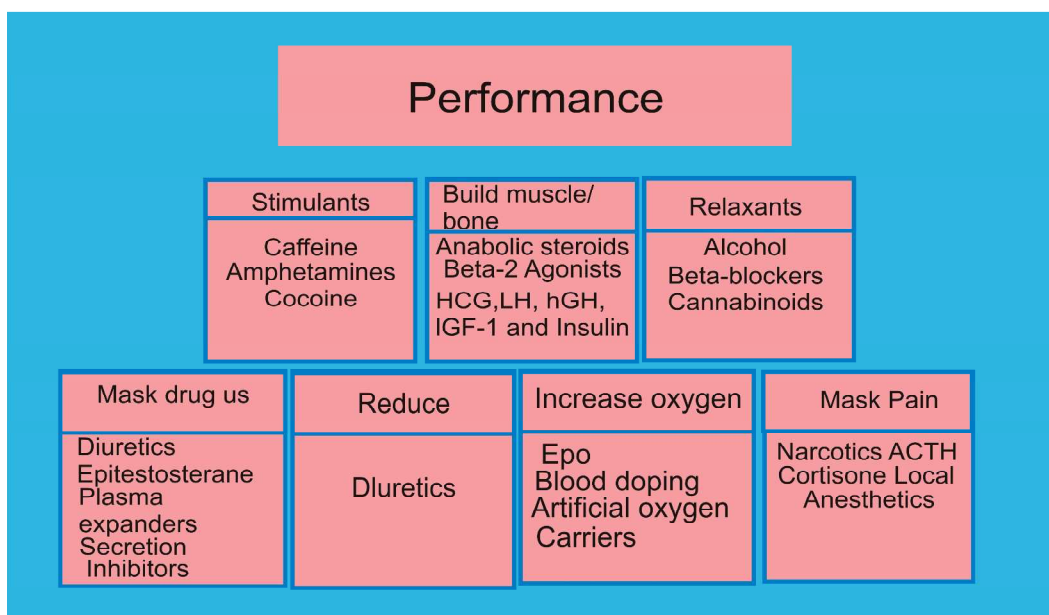 Performance
Stimulants
Caffeine
Amphetamines
Cocoine
Build muscle/
bone
Anabolic steroids
Beta-2 Agonists
HCG,LH, hGH,
IGF-1 and Insulin
Relaxants
Alcohol
Beta-blockers
Cannabinoids
Mask drug us
Diuretics
Epitestosterane
Plasma
expanders
Secretion
Inhibitors
Reduce
Dluretics
Increase oxygen
Epo
Blood doping
Artificial oxygen
Carriers
Mask Pain
Narcotics ACTH
Cortisone Local
Anesthetics